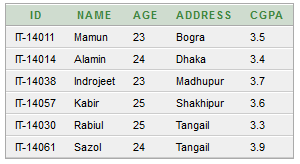 ID NAME AGE ADDRESS CGPA
IT-14011 Mamun 23 Bogra 3.5
IT-14014 Alamin 24 Dhaka 3.4
IT-14038 Indrojeet 23 Madhupur 3.7
IT-14057 Kabir 25 Shakhipur 3.6
IT-14030 Rabiul 25 Tangail 3.3
IT-14061 Sazol 24 Tangail 3.9